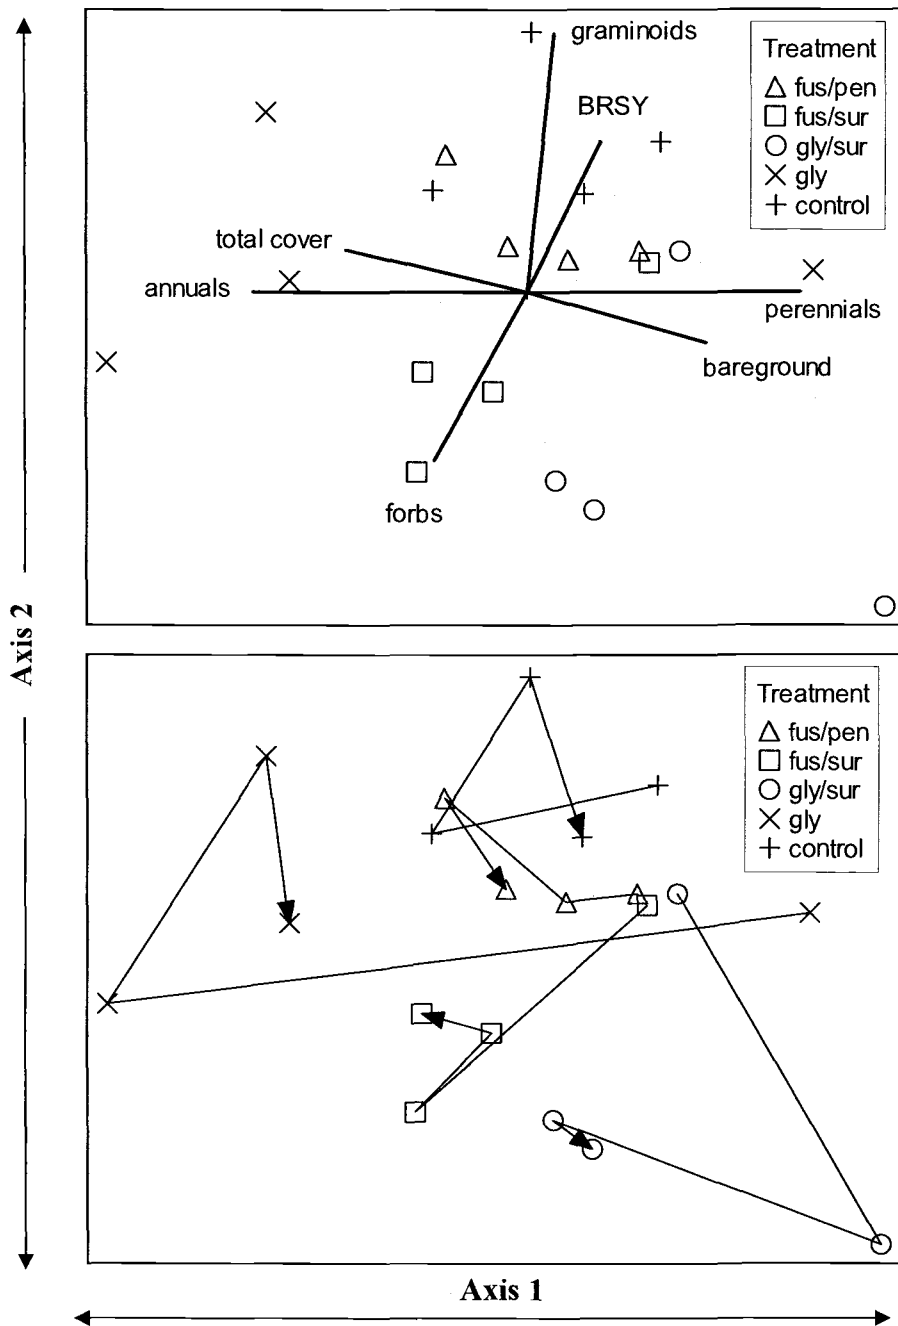 graminoids
BRSY
Treatment
fus/pen
fus/sur
gly/sur
gly
control
total cover
annuals
perennials
bareground
forbs
Axis 2
Treatment
fus/pen
fus/sur
gly/sur
gly
control
Axis 1